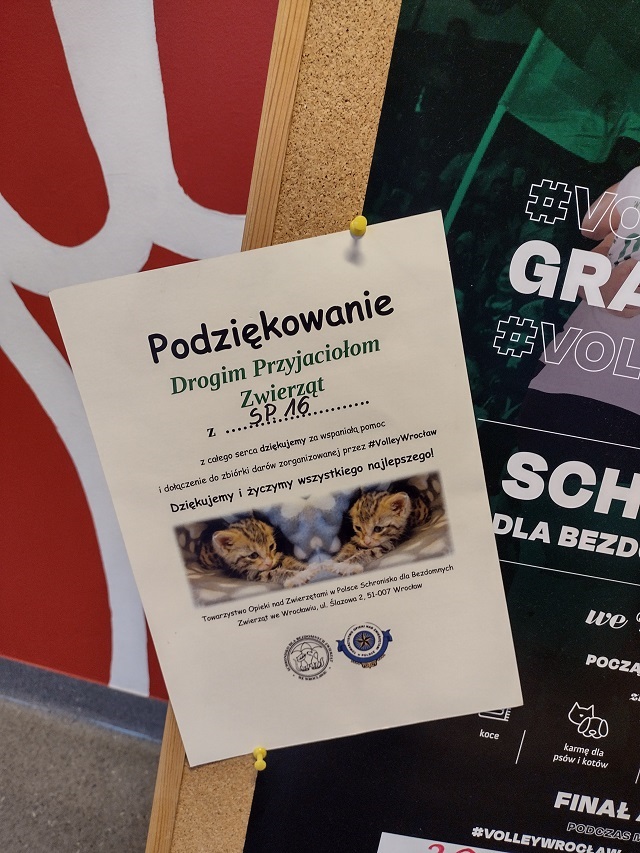 Podziękowanie
Drogim Przyjaciołom
Zwierząt
z SP 16
z całego serca dziękujemy za wspaniałą pomoc
i dołączenie do zbiórki darów zorganizowanej przez #VolleyWrocław
Dziękujemy i życzymy wszystkiego najlepszego!
Towarzystwo Opieki nad Zwierzętami w Polsce Schronisko dla Bezdomnych
Zwierząt we Wrocławiu, ul. Ślazowa 2, 51-007 Wrocław
#VO
GRA
#VOL
SCH
DLA BEZDO
we
POCZĄ
koce
karmę dla
psów i kotów
FINAŁ
PODCZAS
#VOLLEYWROCŁAW